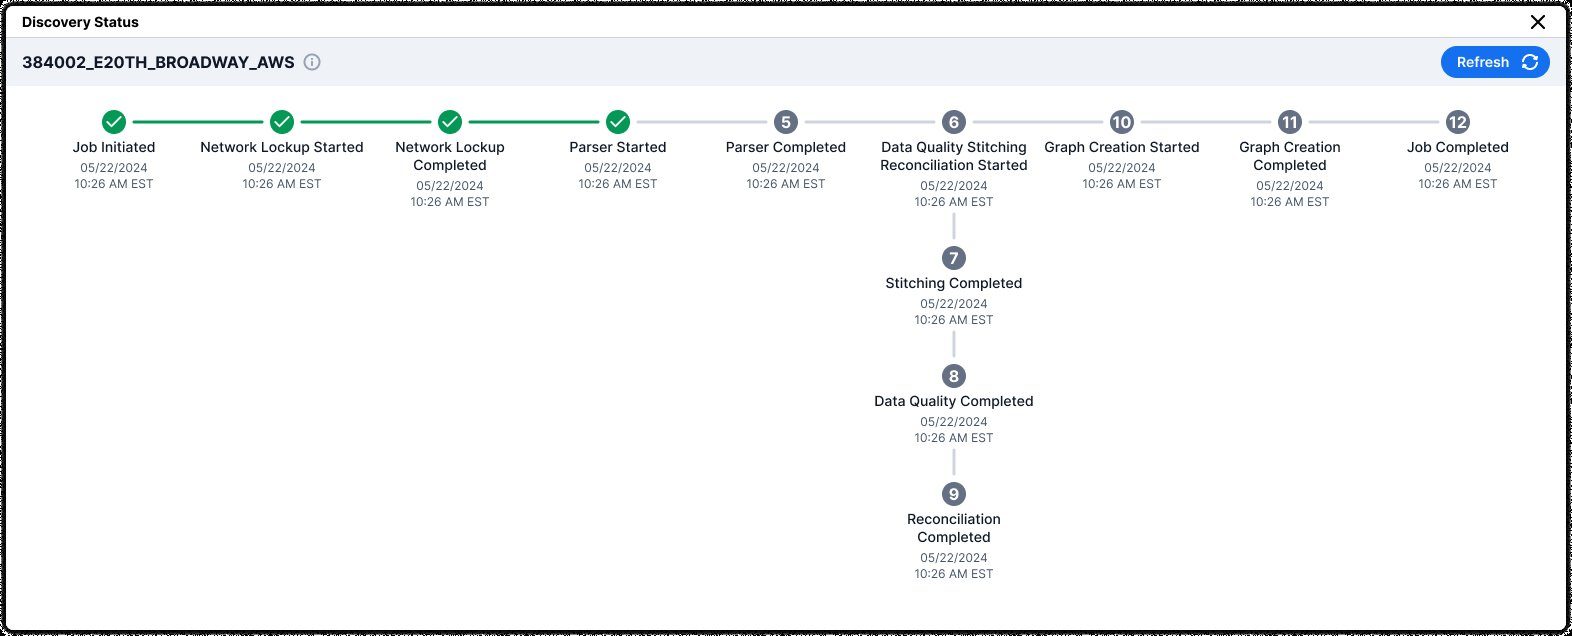 Discovery Status
384002_E20TH_BROADWAY_AWS
Refresh
Job Initiated
05/22/2024
10:26 AM EST
Network Lockup Started
05/22/2024
10:26 AM EST
Network Lockup
Completed
05/22/2024
10:26 AM EST
Parser Started
05/22/2024
10:26 AM EST
5
Parser Completed
05/22/2024
10:26 AM EST
6
Data Quality Stitching
Reconciliation Started
05/22/2024
10:26 AM EST
7
Stitching Completed
05/22/2024
10:26 AM EST
8
Data Quality Completed
05/22/2024
10:26 AM EST
9
Reconciliation
Completed
05/22/2024
10:26 AM EST
10
Graph Creation Started
05/22/2024
10:26 AM EST
11
Graph Creation
Completed
05/22/2024
10:26 AM EST
12
Job Completed
05/22/2024
10:26 AM EST